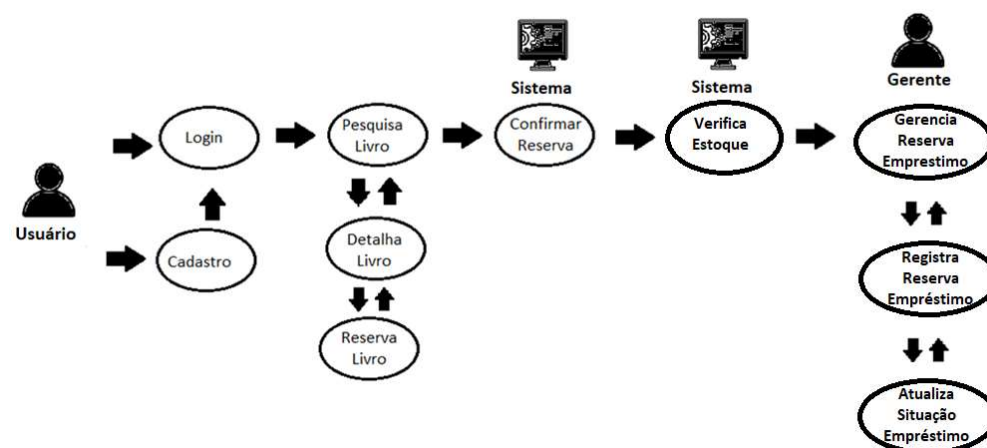 Sistema
Sistema
Gerente
Login
Pesquisa
Livro
Confirmar
Reserva
Verifica
Estoque
Gerencia
Reserva
Emprestimo
Usuário
Cadastro
Detalha
Livro
Registra
Reserva
Empréstimo
Reserva
Livro
Atualiza
Situação
Empréstimo